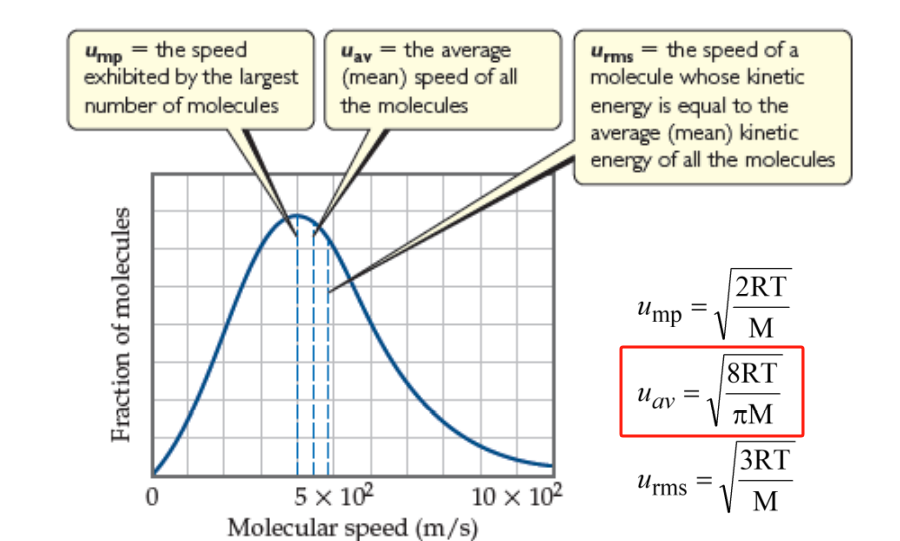 u_mp = the speed
exhibited by the largest
number of molecules
u_av = the average
(mean) speed of all
the molecules
u_rms = the speed of a
molecule whose kinetic
energy is equal to the
average (mean) kinetic
energy of all the molecules
Fraction of molecules
0
5 × 10²
10 × 10²
Molecular speed (m/s)
u_mp = √(2RT/M)
u_av = √(8RT/πM)
u_rms = √(3RT/M)